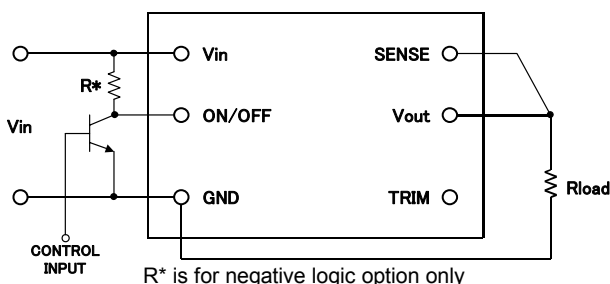 Vin
SENSE
R*
ON/OFF
Vout
Vin
GND
TRIM
Rload
CONTROL
INPUT
R* is for negative logic option only